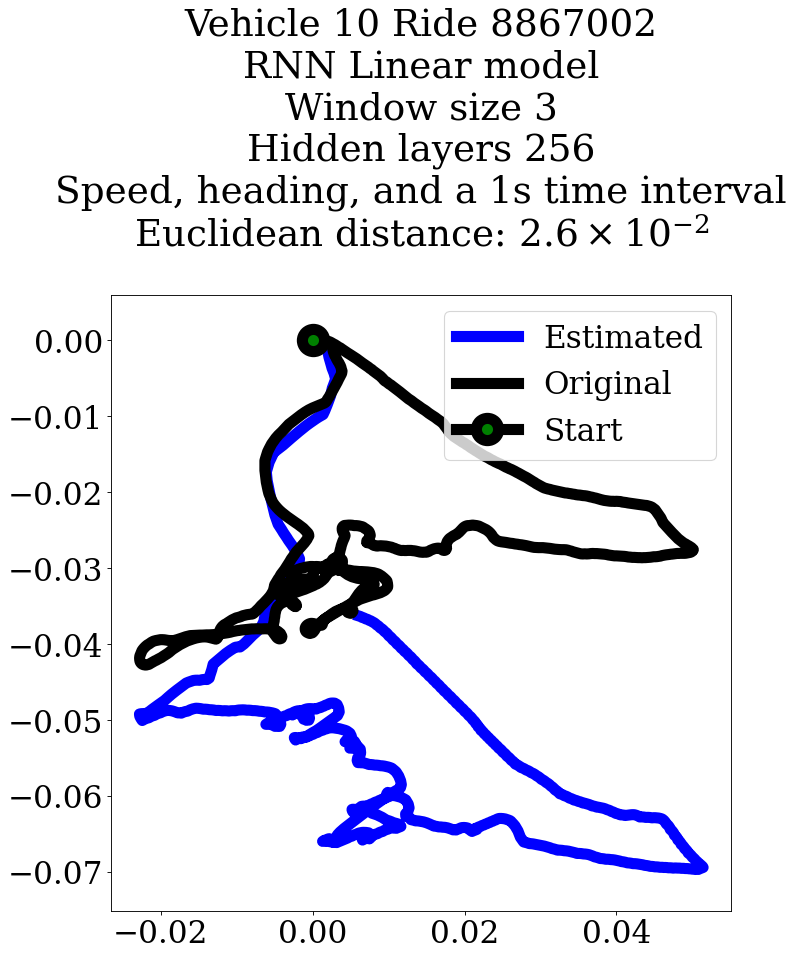 Vehicle 10 Ride 8867002
RNN Linear model
Window size 3
Hidden layers 256
Speed, heading, and a 1s time interval
Euclidean distance: 2.6 × 10⁻²
Estimated
Original
Start
0.00
−0.01
−0.02
−0.03
−0.04
−0.05
−0.06
−0.07
−0.02 0.00 0.02 0.04